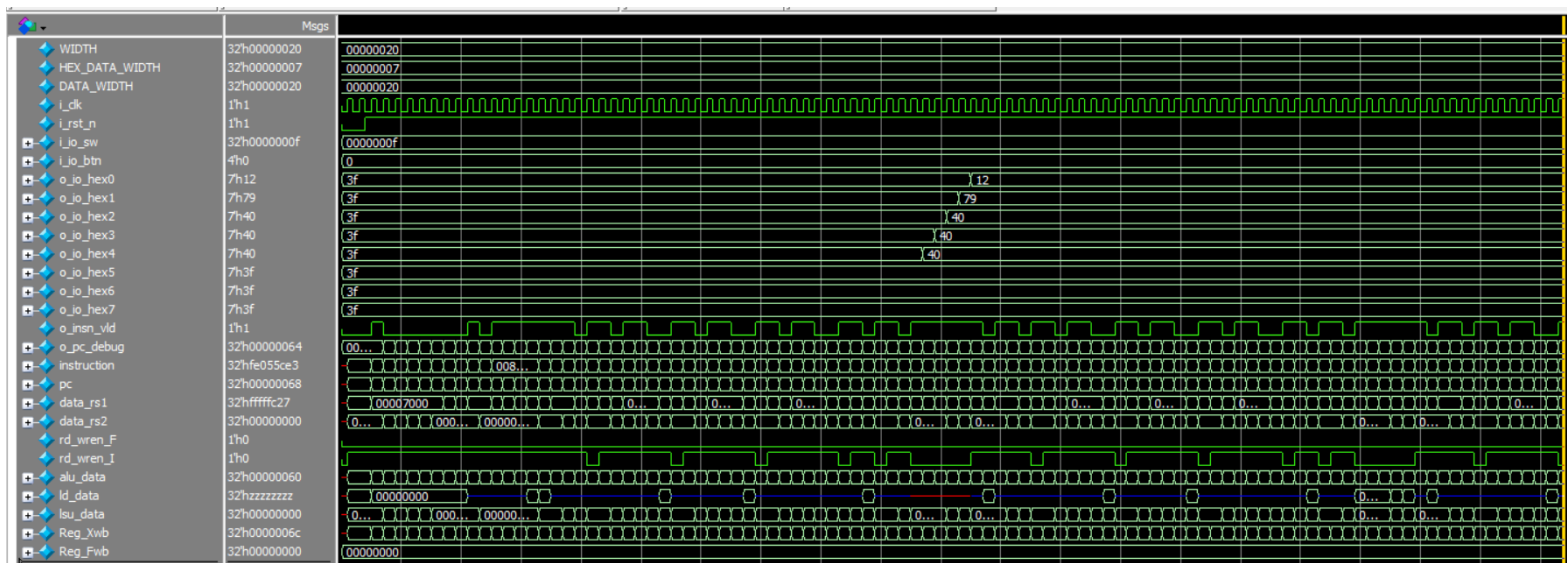 Msgs
WIDTH 32'h00000020 00000020
HEX_DATA_WIDTH 32'h00000007 00000007
DATA_WIDTH 32'h00000020 00000020
i_clk 1'h1
i_rst_n 1'h1
i_io_sw 32'h0000000f 0000000f
i_io_btn 4'h0 0
o_io_hex0 7'h12 3f 12
o_io_hex1 7'h79 3f 79
o_io_hex2 7'h40 3f 40
o_io_hex3 7'h40 3f 40
o_io_hex4 7'h40 3f 40
o_io_hex5 7'h3f 3f
o_io_hex6 7'h3f 3f
o_io_hex7 7'h3f 3f
o_insn_vld 1'h1
o_pc_debug 32'h00000064 00...
instruction 32'hfe055ce3 008...
pc 32'h00000068
data_rs1 32'hfffffc27 00007000 0... 0... 0... 0... 0... 0... 0...
data_rs2 32'h00000000 0... 000... 00000... 0... 0... 0... 0...
rd_wren_F 1'h0
rd_wren_I 1'h0
alu_data 32'h00000060
ld_data 32'hzzzzzzzz 00000000 0...
lsu_data 32'h00000000 0... 000... 00000... 0... 0... 0... 0...
Reg_Xwb 32'h0000006c
Reg_Fwb 32'h00000000 00000000